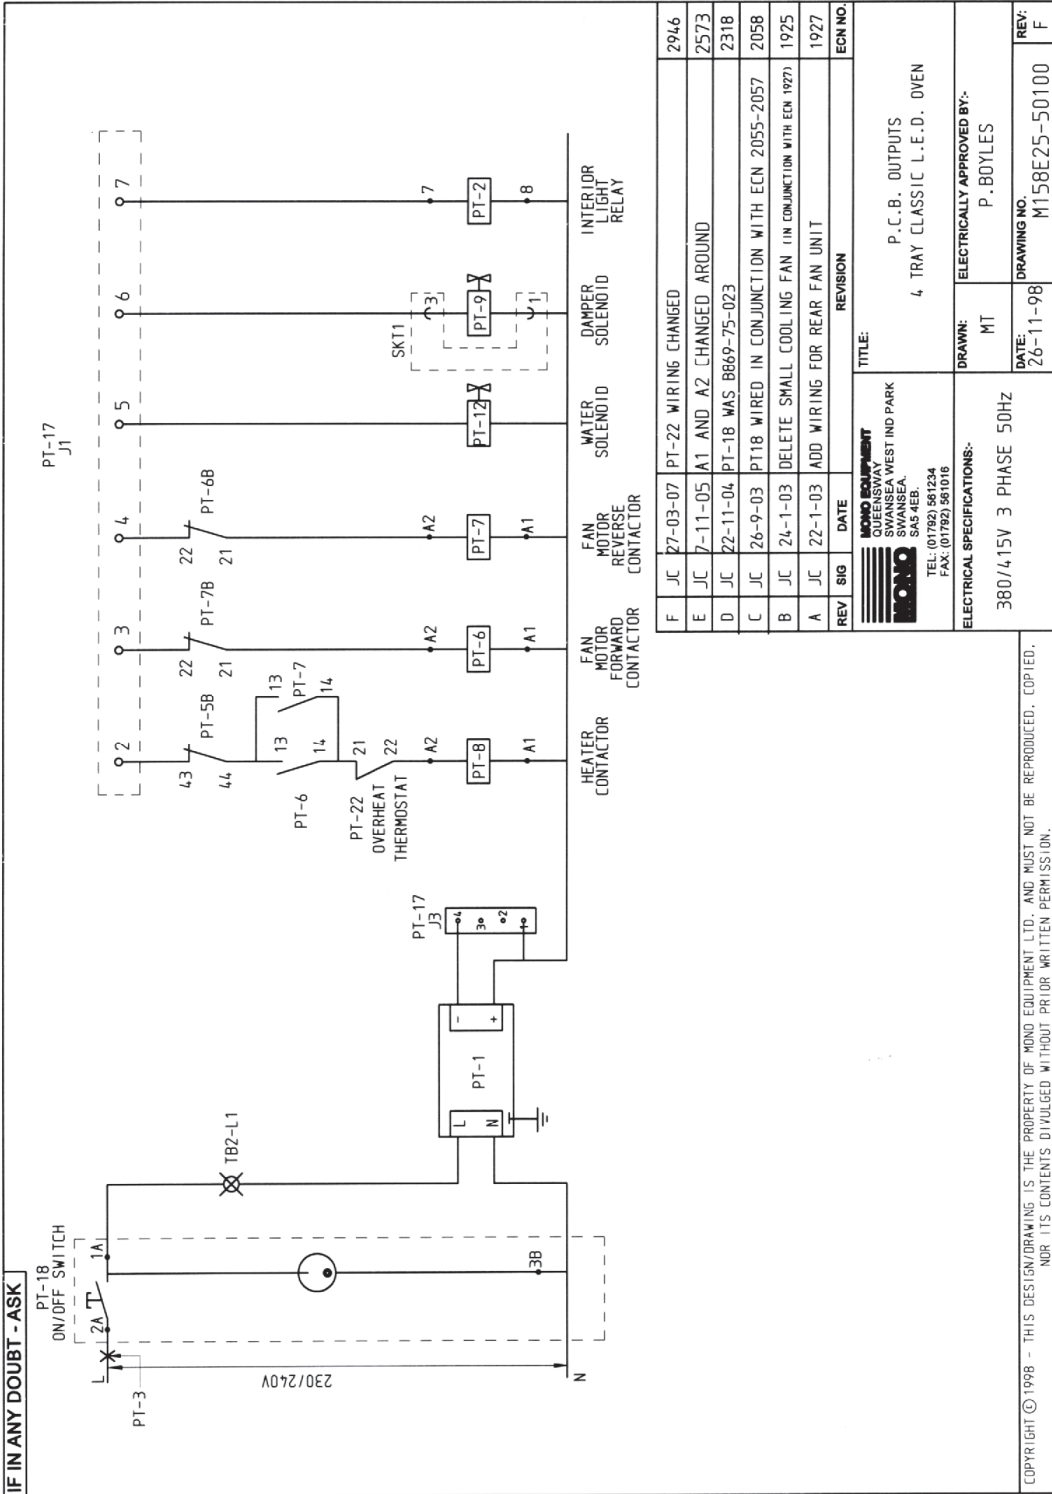 IF IN ANY DOUBT - ASK
PT-18
ON/OFF SWITCH
L
2A
1A
PT-3
230/240V
N
3B
TB2-L1
L
N
PT-1
-
+
PT-17
J3
4
3
2
1
PT-17
J1
2
3
4
5
6
7
43
44
PT-5B
13
14
PT-6
13
14
PT-7
21
22
PT-22
OVERHEAT
THERMOSTAT
A2
PT-8
A1
HEATER
CONTACTOR
22
21
PT-7B
A2
PT-6
A1
FAN
MOTOR
FORWARD
CONTACTOR
22
21
PT-6B
A2
PT-7
A1
FAN
MOTOR
REVERSE
CONTACTOR
PT-12
WATER
SOLENOID
SKT1
3
PT-9
1
DAMPER
SOLENOID
7
PT-2
8
INTERIOR
LIGHT
RELAY
F JC 27-03-07 PT-22 WIRING CHANGED 2946
E JC 7-11-05 A1 AND A2 CHANGED AROUND 2573
D JC 22-11-04 PT-18 WAS B869-75-023 2318
C JC 26-9-03 PT18 WIRED IN CONJUNCTION WITH ECN 2055-2057 2058
B JC 24-1-03 DELETE SMALL COOLING FAN (IN CONJUNCTION WITH ECN 1927) 1925
A JC 22-1-03 ADD WIRING FOR REAR FAN UNIT 1927
REV SIG DATE REVISION ECN NO.
MONO
MONO EQUIPMENT
QUEENSWAY
SWANSEA WEST IND PARK
SWANSEA.
SA5 4EB.
TEL: (01792) 561234
FAX: (01792) 561016
TITLE:
P.C.B. OUTPUTS
4 TRAY CLASSIC L.E.D. OVEN
ELECTRICAL SPECIFICATIONS:-
380/415V 3 PHASE 50Hz
DRAWN:
MT
ELECTRICALLY APPROVED BY:-
P.BOYLES
DATE:
26-11-98
DRAWING NO.
M158E25-50100
REV:
F
COPYRIGHT © 1998 - THIS DESIGN/DRAWING IS THE PROPERTY OF MONO EQUIPMENT LTD. AND MUST NOT BE REPRODUCED, COPIED,
NOR ITS CONTENTS DIVULGED WITHOUT PRIOR WRITTEN PERMISSION.